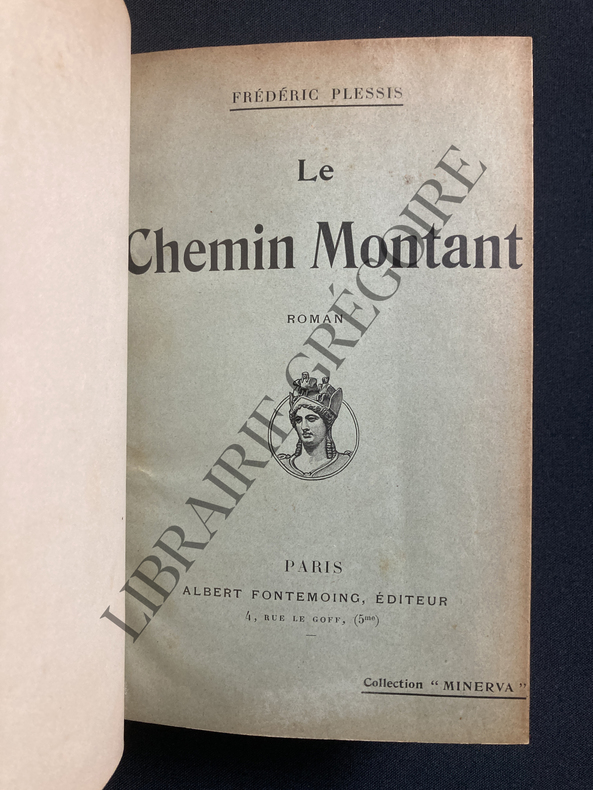 FRÉDÉRIC PLESSIS
Le
Chemin Montant
ROMAN
PARIS
ALBERT FONTEMOING, ÉDITEUR
4, RUE LE GOFF, (5me)
Collection "MINERVA"
LIBRAIRIE GRÉGOIRE